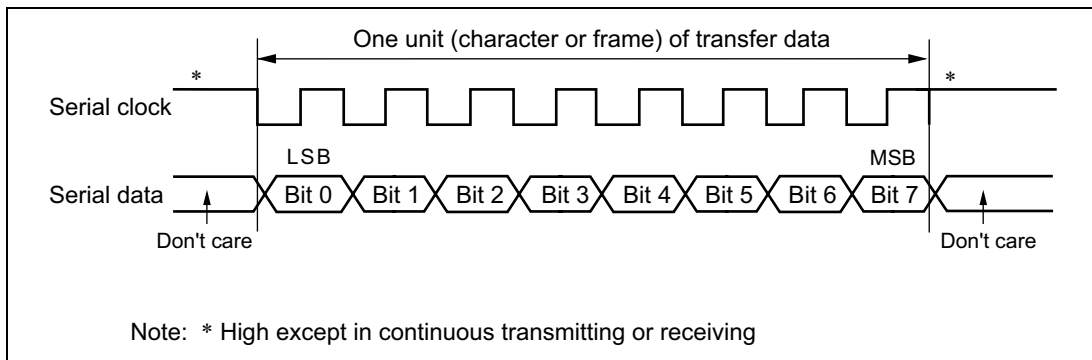 One unit (character or frame) of transfer data
* *
Serial clock
LSB MSB
Serial data Bit 0 Bit 1 Bit 2 Bit 3 Bit 4 Bit 5 Bit 6 Bit 7
Don't care Don't care
Note: * High except in continuous transmitting or receiving